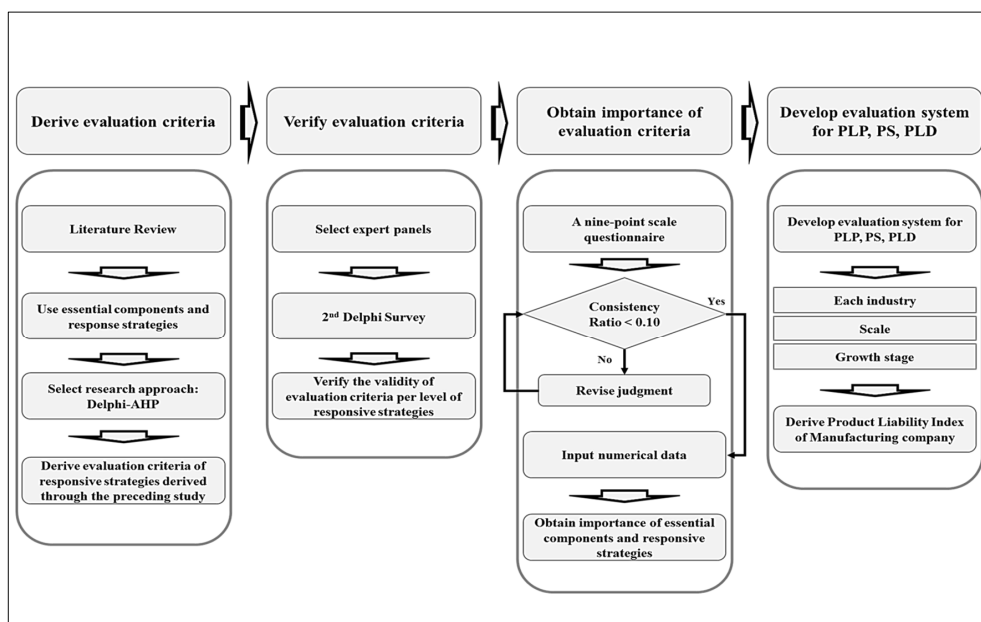 Derive evaluation criteria
Verify evaluation criteria
Obtain importance of
evaluation criteria
Develop evaluation system
for PLP, PS, PLD
Literature Review
Use essential components and
response strategies
Select research approach:
Delphi-AHP
Derive evaluation criteria of
responsive strategies derived
through the preceding study
Select expert panels
2nd Delphi Survey
Verify the validity of
evaluation criteria per level of
responsive strategies
A nine-point scale
questionnaire
Consistency
Ratio < 0.10
Yes
No
Revise judgment
Input numerical data
Obtain importance of essential
components and responsive
strategies
Develop evaluation system for
PLP, PS, PLD
Each industry
Scale
Growth stage
Derive Product Liability Index
of Manufacturing company